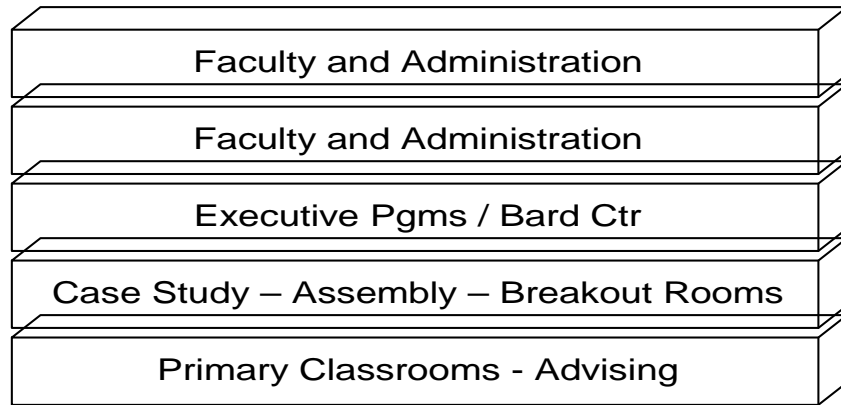 Faculty and Administration
Faculty and Administration
Executive Pgms / Bard Ctr
Case Study – Assembly – Breakout Rooms
Primary Classrooms - Advising